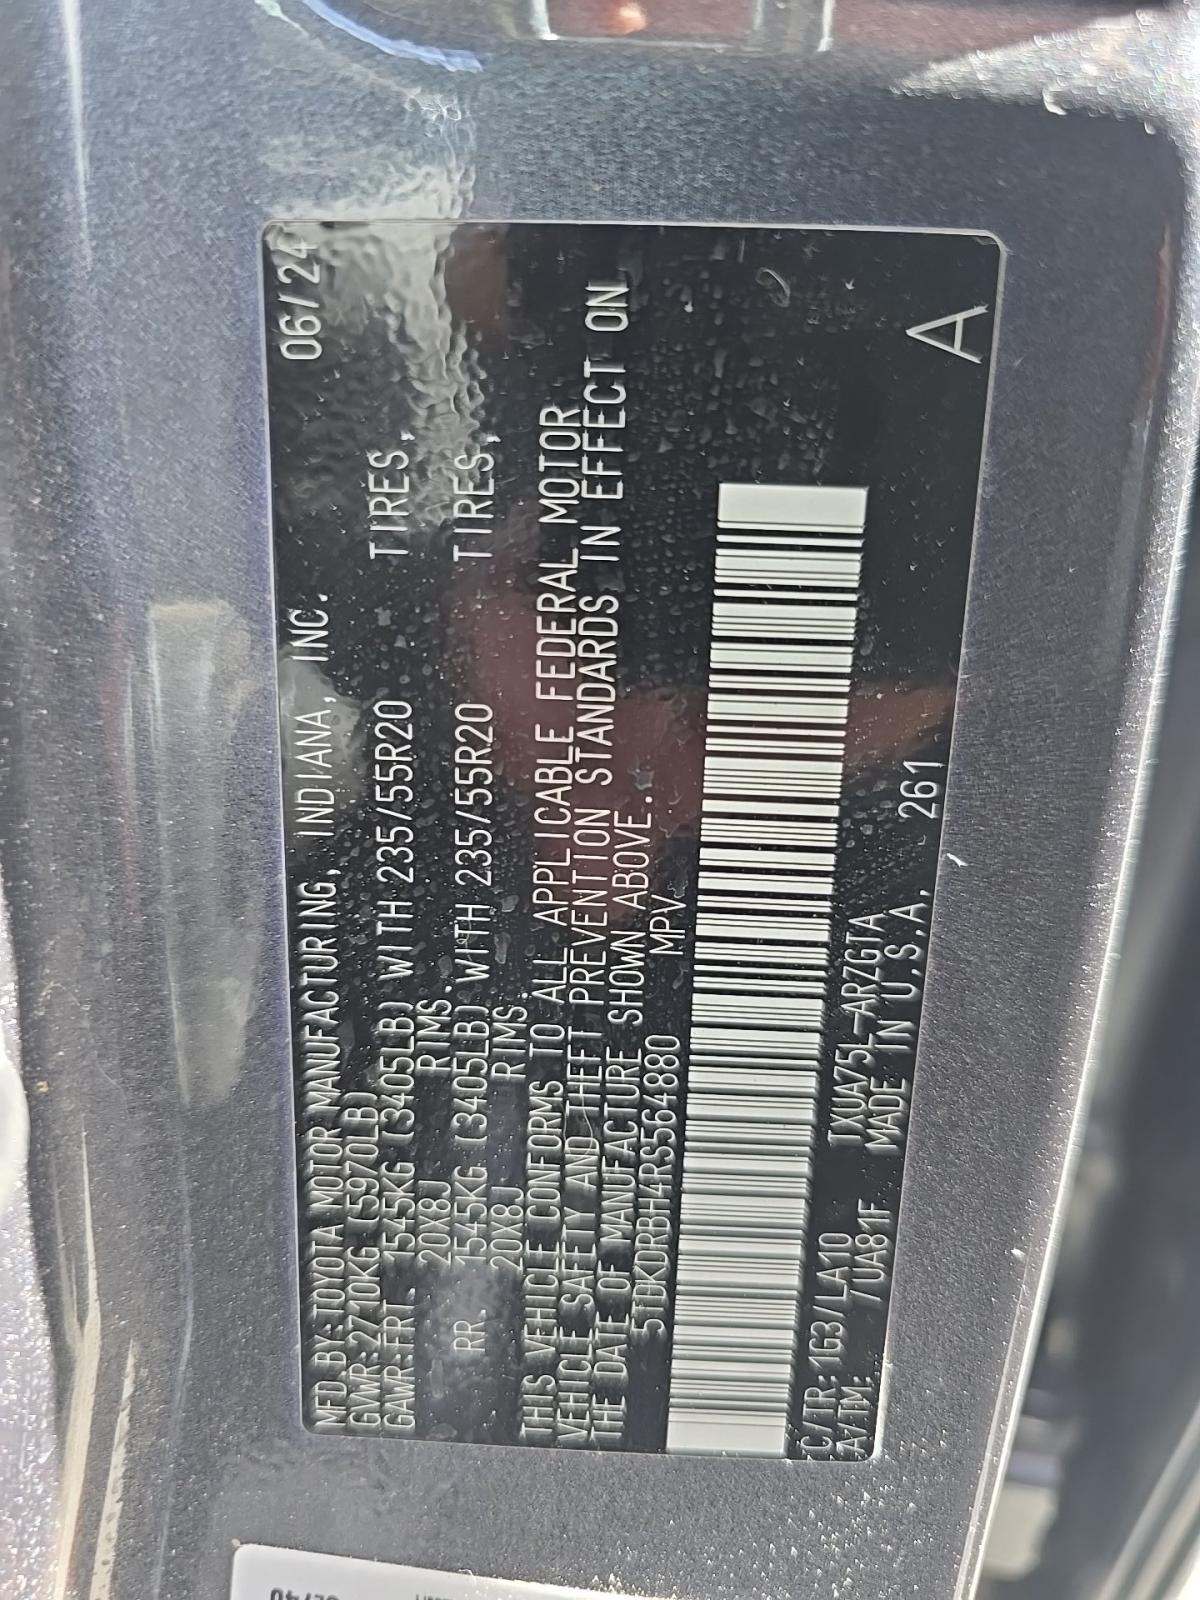 MFD. BY: TOYOTA MOTOR MANUFACTURING, INDIANA, INC. 06/24
GVWR: 2710KG (5970LB)
GAWR: FRT. 1545KG (3405LB) WITH 235/55R20 TIRES,
20X8J RIMS
RR. 1545KG (3405LB) WITH 235/55R20 TIRES,
20X8J RIMS
THIS VEHICLE CONFORMS TO ALL APPLICABLE FEDERAL MOTOR
VEHICLE SAFETY AND THEFT PREVENTION STANDARDS IN EFFECT ON
THE DATE OF MANUFACTURE SHOWN ABOVE.
5TDKDRBH4RS564880 MPV
C/TR: 1G3/LA10 TXUA75L-ARZGTA
A/TM: /UA81F MADE IN U.S.A. 261 A